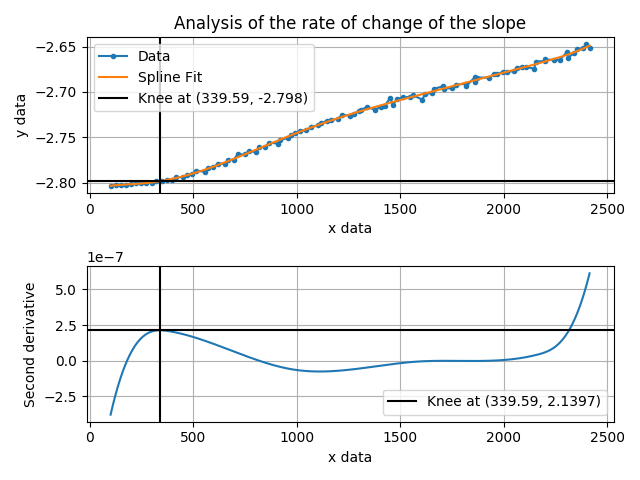 Analysis of the rate of change of the slope
−2.65
−2.70
−2.75
−2.80
y data
Data
Spline Fit
Knee at (339.59, -2.798)
0
500
1000
1500
2000
2500
x data
1e−7
5.0
2.5
0.0
−2.5
Second derivative
Knee at (339.59, 2.1397)
0
500
1000
1500
2000
2500
x data